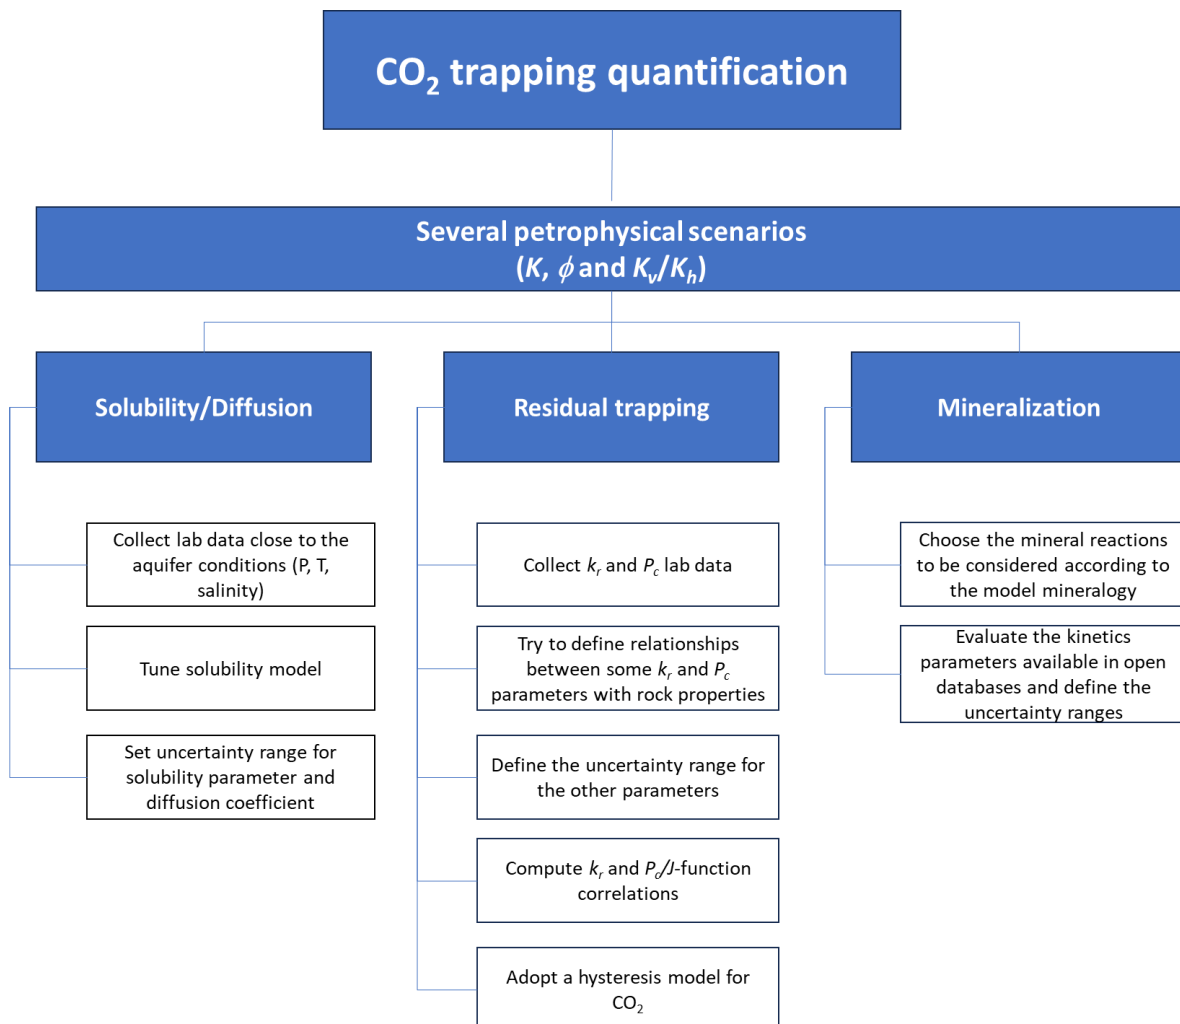 CO₂ trapping quantification
Several petrophysical scenarios
(K, ϕ and Kᵥ/Kₕ)
Solubility/Diffusion
Collect lab data close to the
aquifer conditions (P, T,
salinity)
Tune solubility model
Set uncertainty range for
solubility parameter and
diffusion coefficient
Residual trapping
Collect kᵣ and P_c lab data
Try to define relationships
between some kᵣ and P_c
parameters with rock properties
Define the uncertainty range for
the other parameters
Compute kᵣ and P_c/J-function
correlations
Adopt a hysteresis model for
CO₂
Mineralization
Choose the mineral reactions
to be considered according to
the model mineralogy
Evaluate the kinetics
parameters available in open
databases and define the
uncertainty ranges